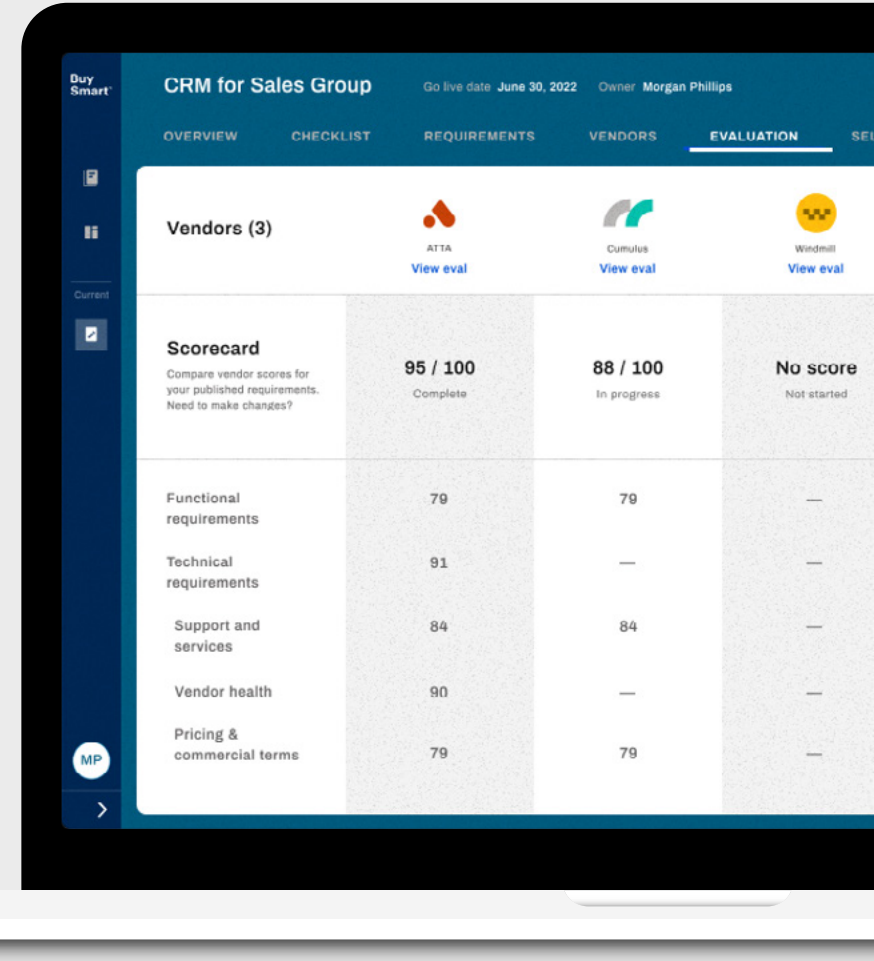 Buy
Smart
CRM for Sales Group
Go live date June 30, 2022
Owner Morgan Phillips
OVERVIEW
CHECKLIST
REQUIREMENTS
VENDORS
EVALUATION
SEL
Current
MP
Vendors (3)
ATTA
View eval
Cumulus
View eval
Windmill
View eval
Scorecard
Compare vendor scores for
your published requirements.
Need to make changes?
95 / 100
Complete
88 / 100
In progress
No score
Not started
Functional
requirements
79
79
—
Technical
requirements
91
—
—
Support and
services
84
84
—
Vendor health
90
—
—
Pricing &
commercial terms
79
79
—